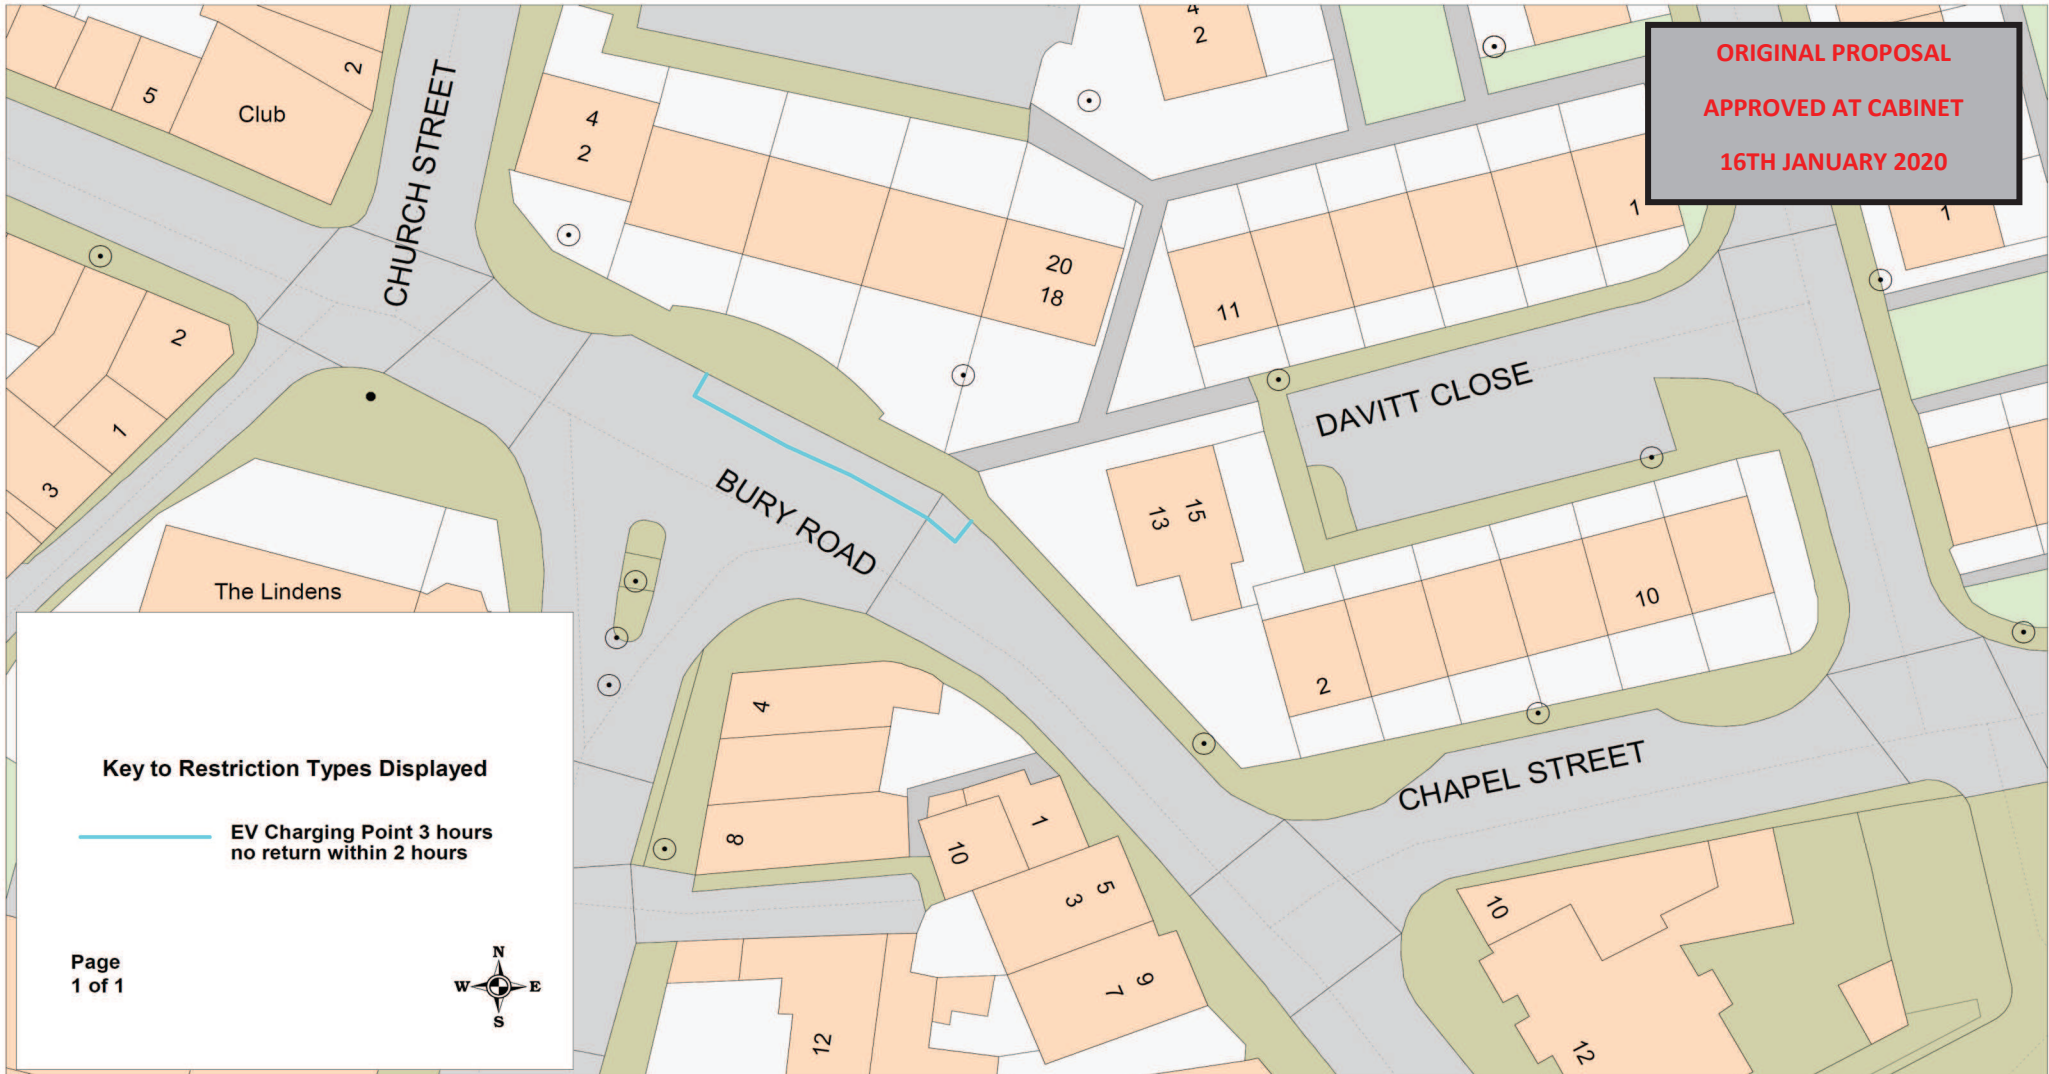 ORIGINAL PROPOSAL
APPROVED AT CABINET
16TH JANUARY 2020
4
2
2
5
Club
CHURCH STREET
4
2
20
18
11
1
1
2
1
3
DAVITT CLOSE
BURY ROAD
13 15
The Lindens
10
2
4
8
CHAPEL STREET
1
10
3 5
7 9
10
12
12
Key to Restriction Types Displayed
EV Charging Point 3 hours
no return within 2 hours
Page
1 of 1
N
W E
S